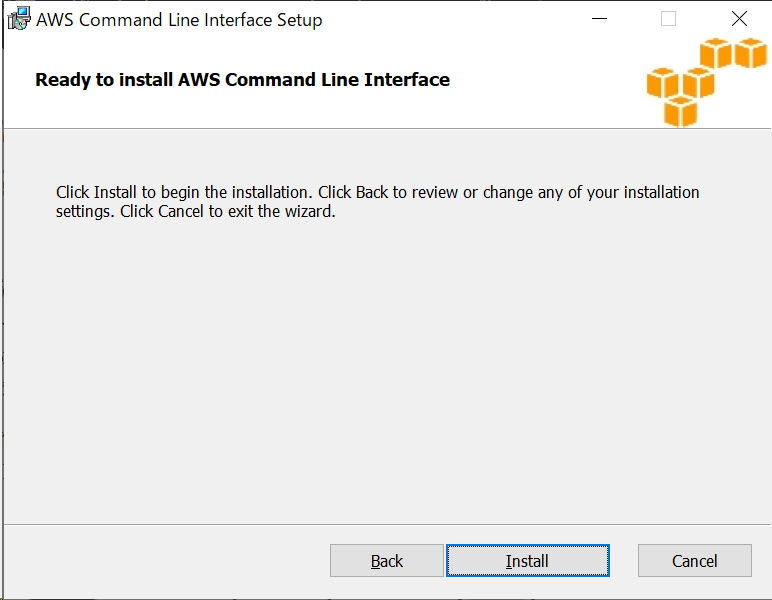 AWS Command Line Interface Setup
Ready to install AWS Command Line Interface
Click Install to begin the installation. Click Back to review or change any of your installation
settings. Click Cancel to exit the wizard.
Back
Install
Cancel